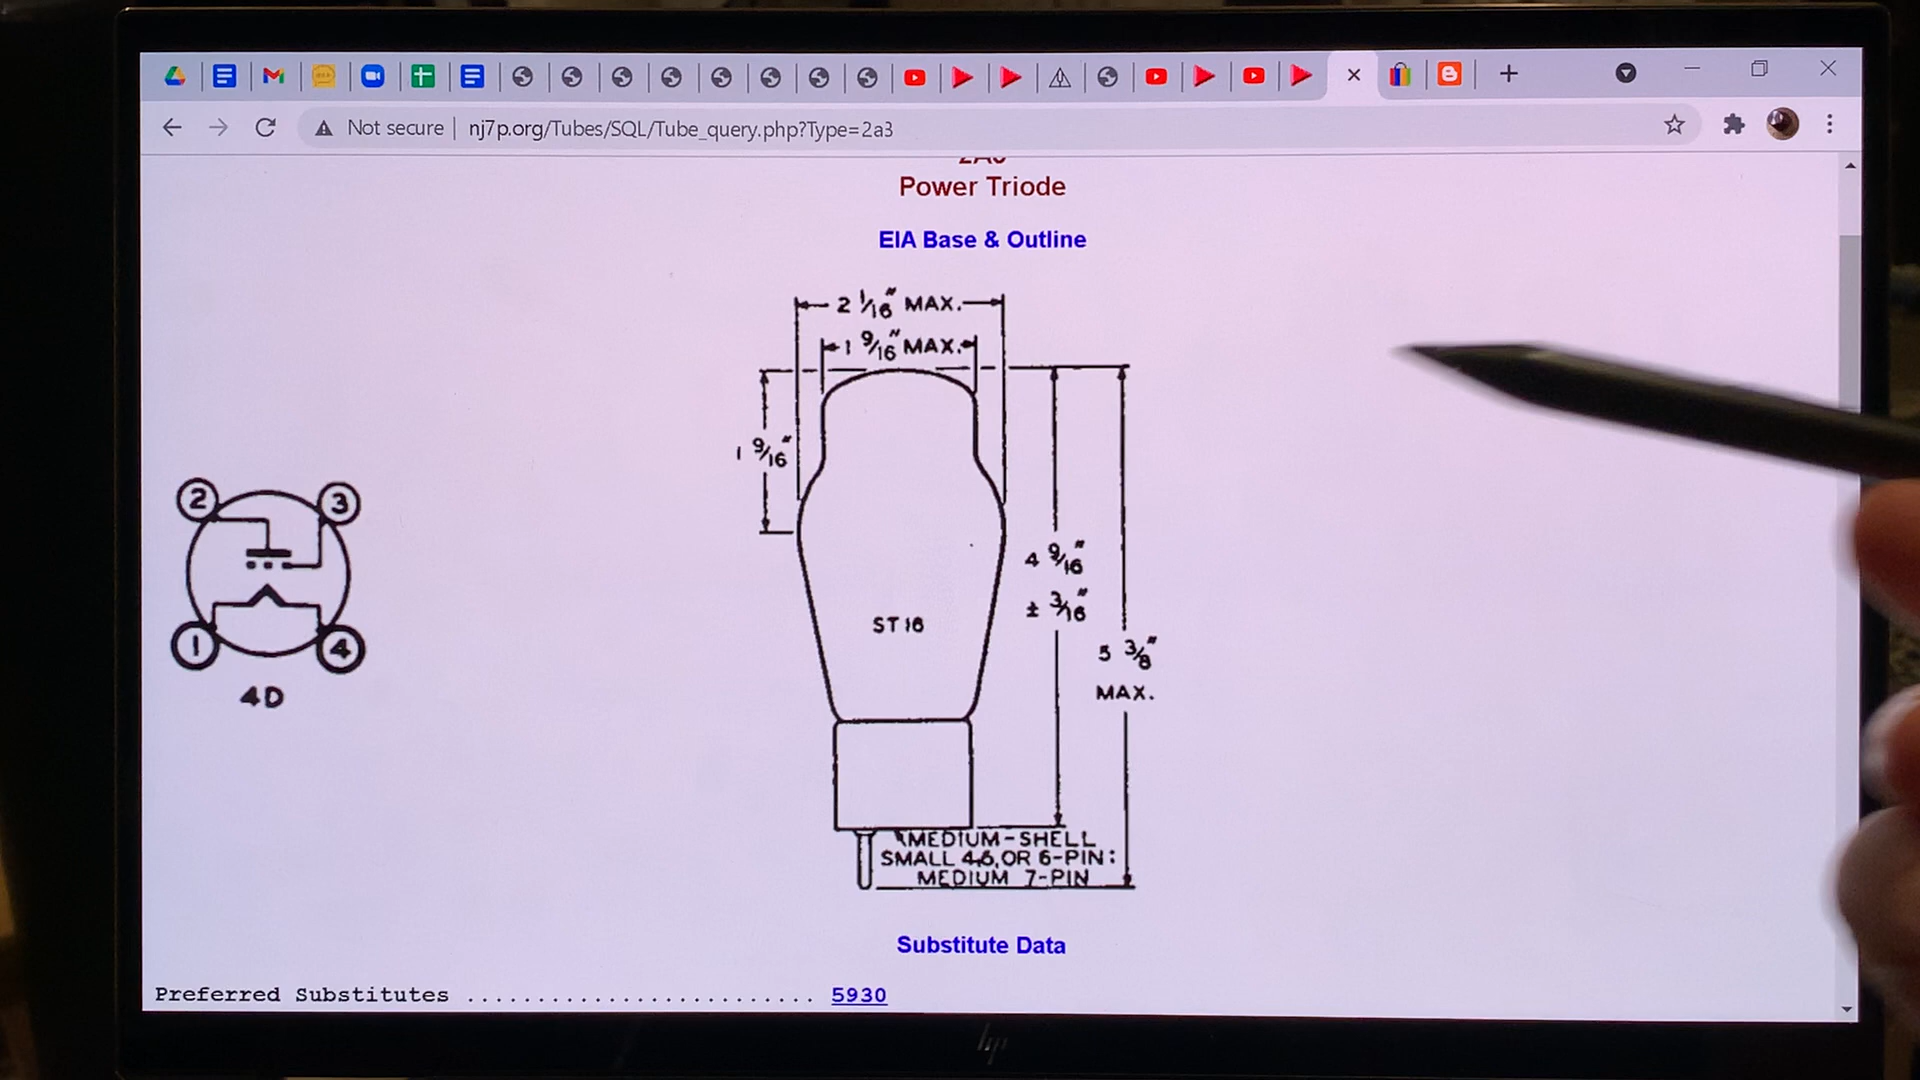 Not secure | nj7p.org/Tubes/SQL/Tube_query.php?Type=2a3
Power Triode
EIA Base & Outline
2 1/16" MAX.
1 9/16" MAX.
1 9/16"
2 3
1 4
4D
ST16
4 9/16"
± 3/16"
5 3/8"
MAX.
MEDIUM-SHELL
SMALL 4,6, OR 6-PIN:
MEDIUM 7-PIN
Substitute Data
Preferred Substitutes ......................... 5930
hp